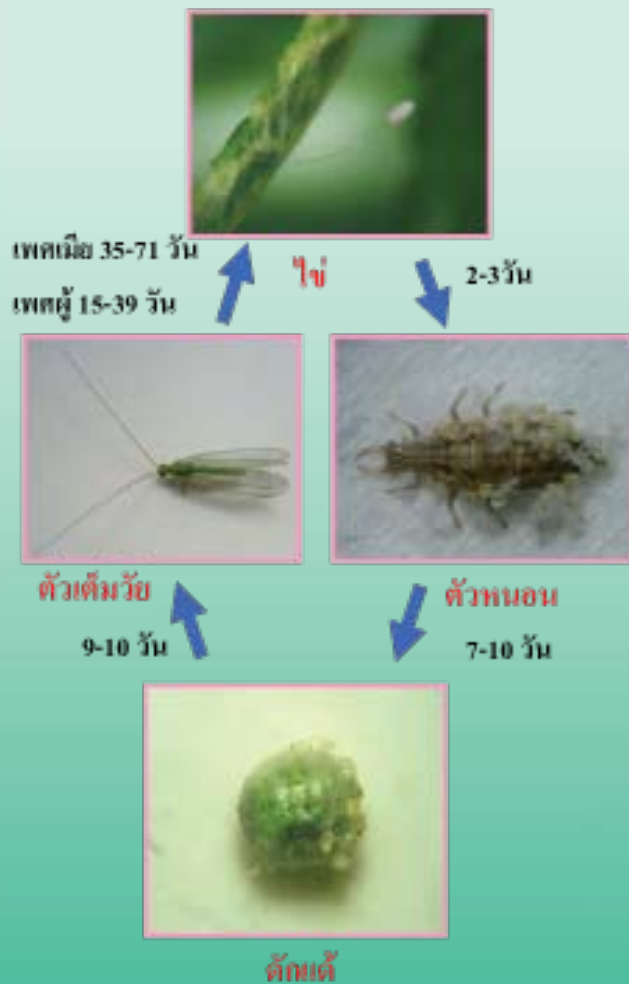 เพศเมีย 35-71 วัน
เพศผู้ 15-39 วัน
ไข่
2-3วัน
ตัวเต็มวัย
ตัวหนอน
9-10 วัน
7-10 วัน
ดักแด้